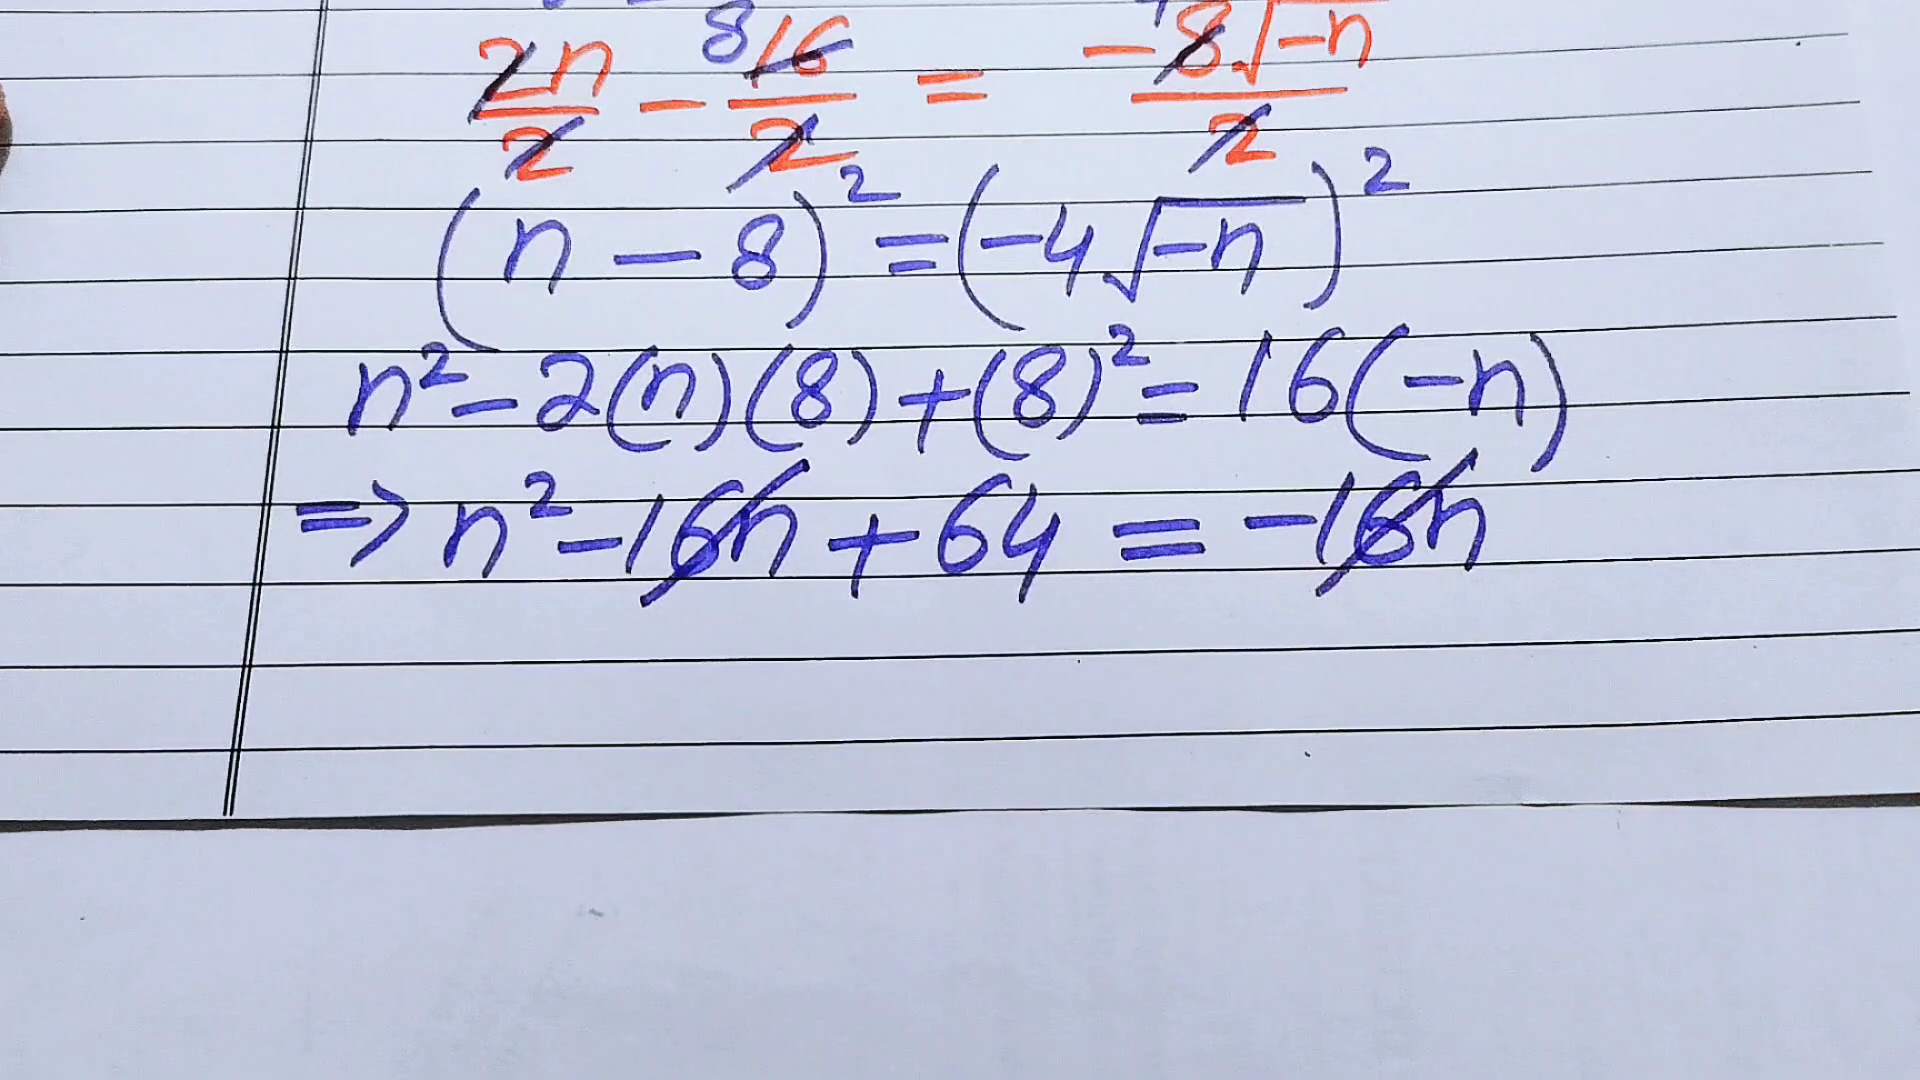 2n/2 - 8 16/2 = -8√-n/2
(n - 8)² = (-4√-n)²
n² - 2(n)(8) + (8)² = 16(-n)
⇒ n² - 16n + 64 = -16n